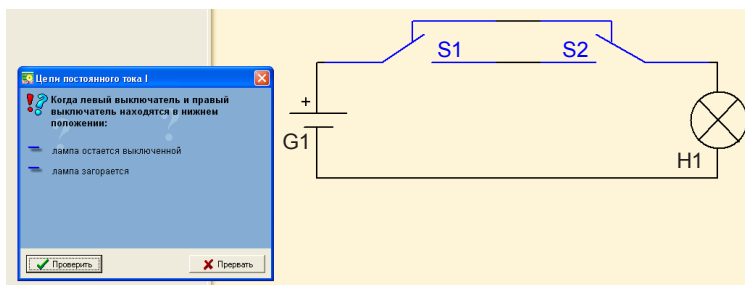 Цепи постоянного тока I
Когда левый выключатель и правый
выключатель находятся в нижнем
положении:
лампа остается выключенной
лампа загорается
Проверить
Прервать
S1
S2
+
G1
H1